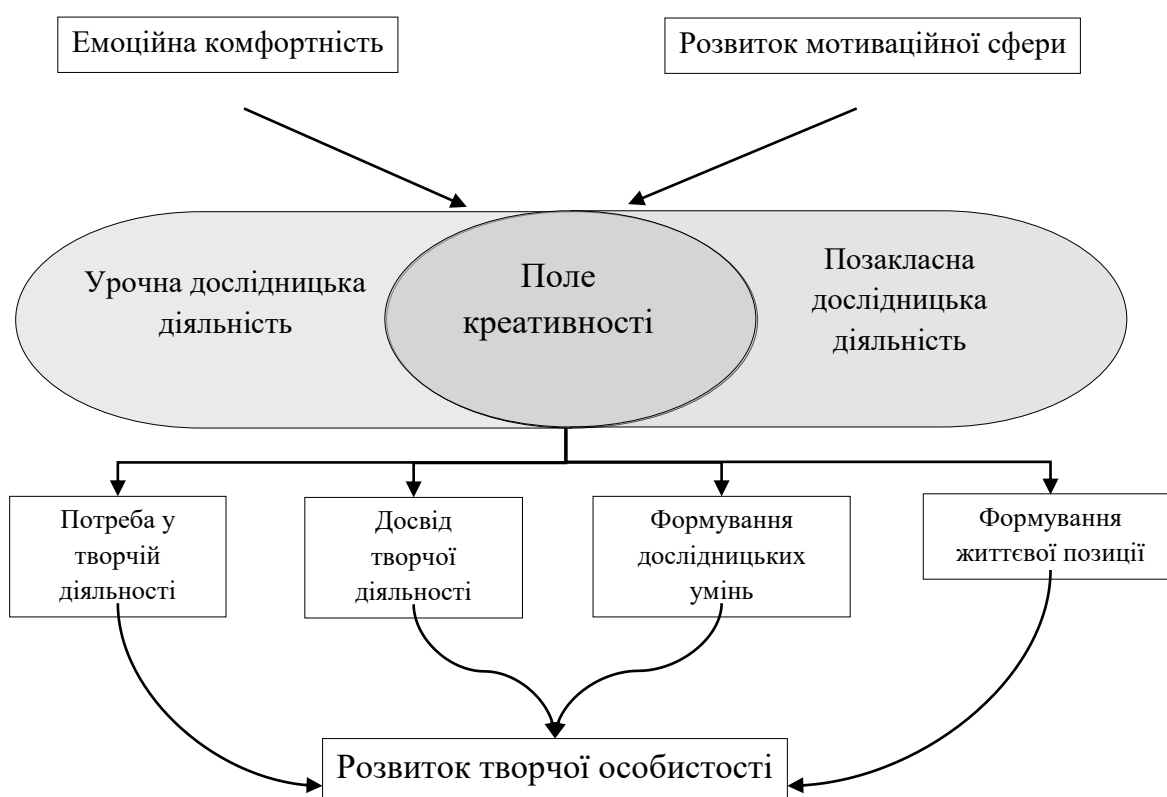 Емоційна комфортність
Розвиток мотиваційної сфери
Урочна дослідницька
діяльність
Поле
креативності
Позакласна
дослідницька
діяльність
Потреба у
творчій
діяльності
Досвід
творчої
діяльності
Формування
дослідницьких
умінь
Формування
життєвої позиції
Розвиток творчої особистості